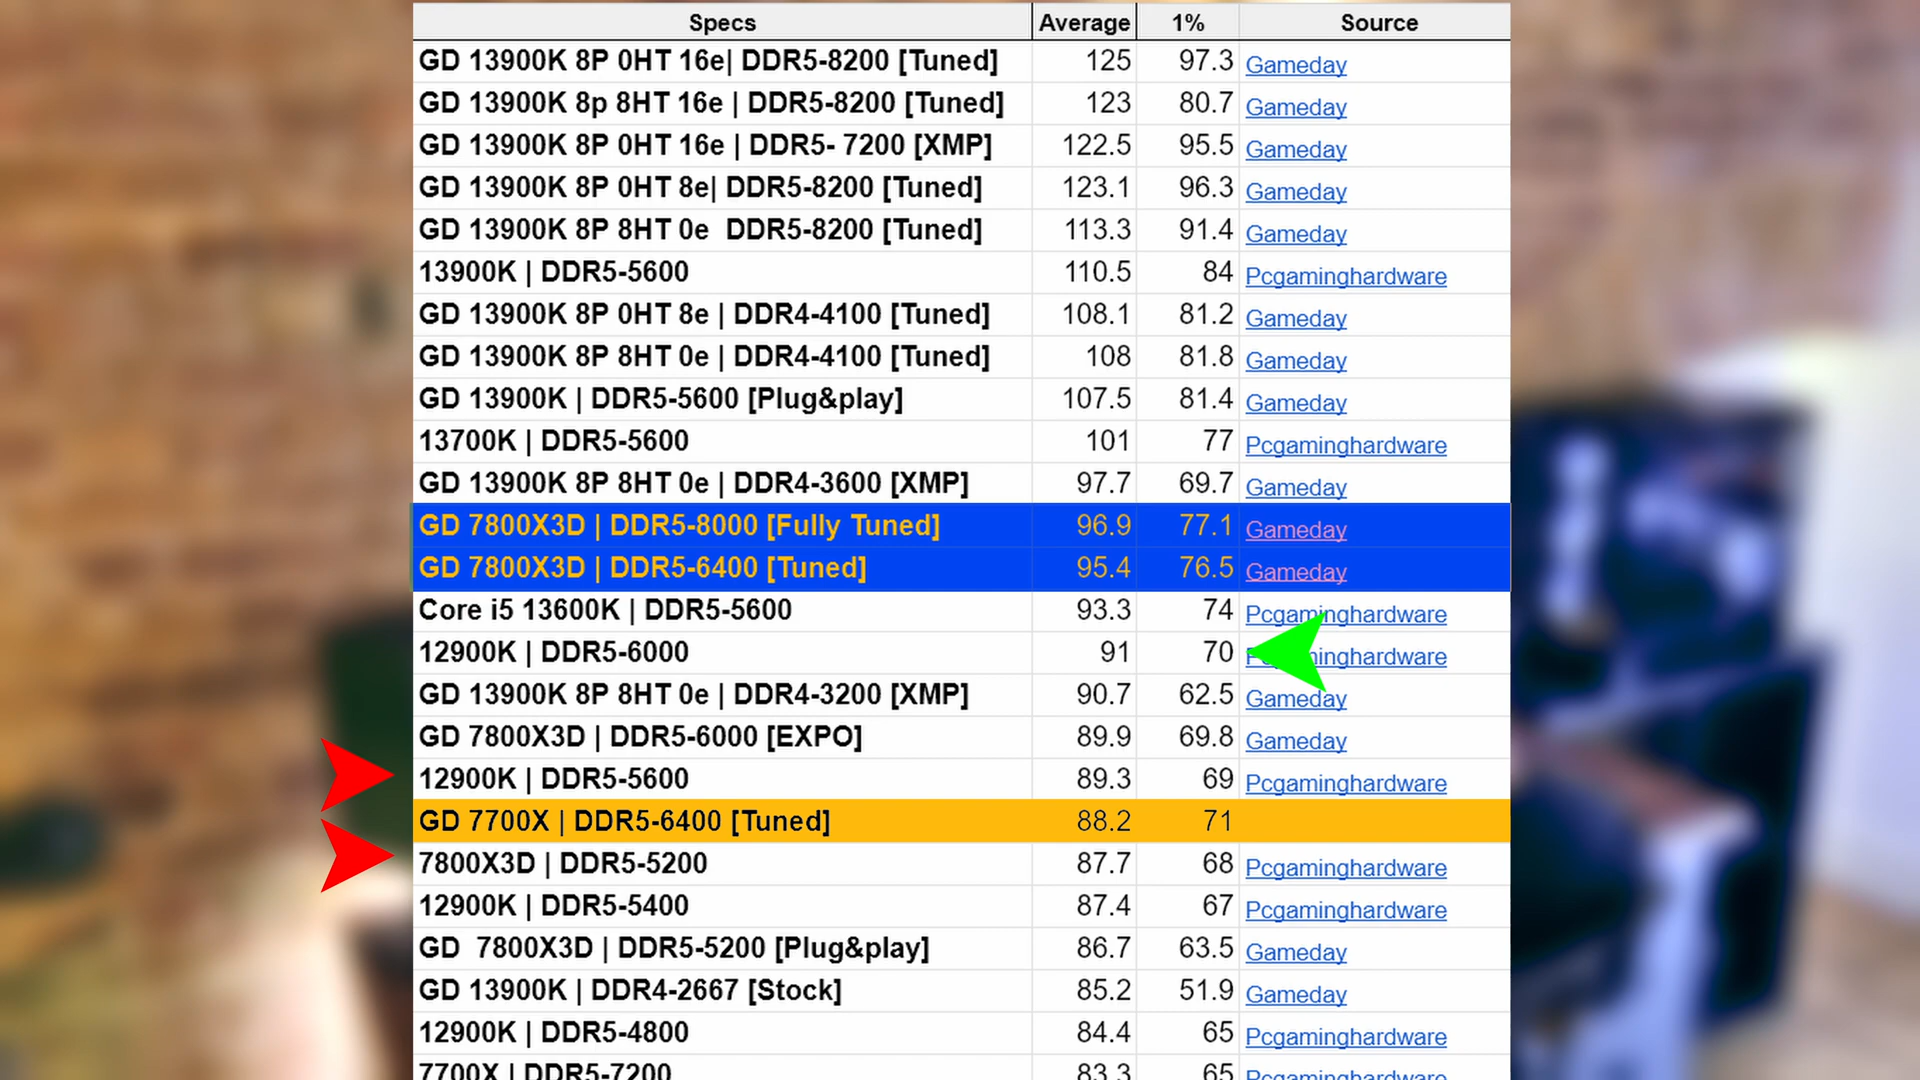 Specs Average 1% Source
GD 13900K 8P 0HT 16e| DDR5-8200 [Tuned] 125 97.3 Gameday
GD 13900K 8p 8HT 16e | DDR5-8200 [Tuned] 123 80.7 Gameday
GD 13900K 8P 0HT 16e | DDR5- 7200 [XMP] 122.5 95.5 Gameday
GD 13900K 8P 0HT 8e| DDR5-8200 [Tuned] 123.1 96.3 Gameday
GD 13900K 8P 8HT 0e  DDR5-8200 [Tuned] 113.3 91.4 Gameday
13900K | DDR5-5600 110.5 84 Pcgaminghardware
GD 13900K 8P 0HT 8e | DDR4-4100 [Tuned] 108.1 81.2 Gameday
GD 13900K 8P 8HT 0e | DDR4-4100 [Tuned] 108 81.8 Gameday
GD 13900K | DDR5-5600 [Plug&play] 107.5 81.4 Gameday
13700K | DDR5-5600 101 77 Pcgaminghardware
GD 13900K 8P 8HT 0e | DDR4-3600 [XMP] 97.7 69.7 Gameday
GD 7800X3D | DDR5-8000 [Fully Tuned] 96.9 77.1 Gameday
GD 7800X3D | DDR5-6400 [Tuned] 95.4 76.5 Gameday
Core i5 13600K | DDR5-5600 93.3 74 Pcgaminghardware
12900K | DDR5-6000 91 70 Pcgaminghardware
GD 13900K 8P 8HT 0e | DDR4-3200 [XMP] 90.7 62.5 Gameday
GD 7800X3D | DDR5-6000 [EXPO] 89.9 69.8 Gameday
12900K | DDR5-5600 89.3 69 Pcgaminghardware
GD 7700X | DDR5-6400 [Tuned] 88.2 71
7800X3D | DDR5-5200 87.7 68 Pcgaminghardware
12900K | DDR5-5400 87.4 67 Pcgaminghardware
GD  7800X3D | DDR5-5200 [Plug&play] 86.7 63.5 Gameday
GD 13900K | DDR4-2667 [Stock] 85.2 51.9 Gameday
12900K | DDR5-4800 84.4 65 Pcgaminghardware
7700X | DDR5-7200 83.3 65 Pcgaminghardware